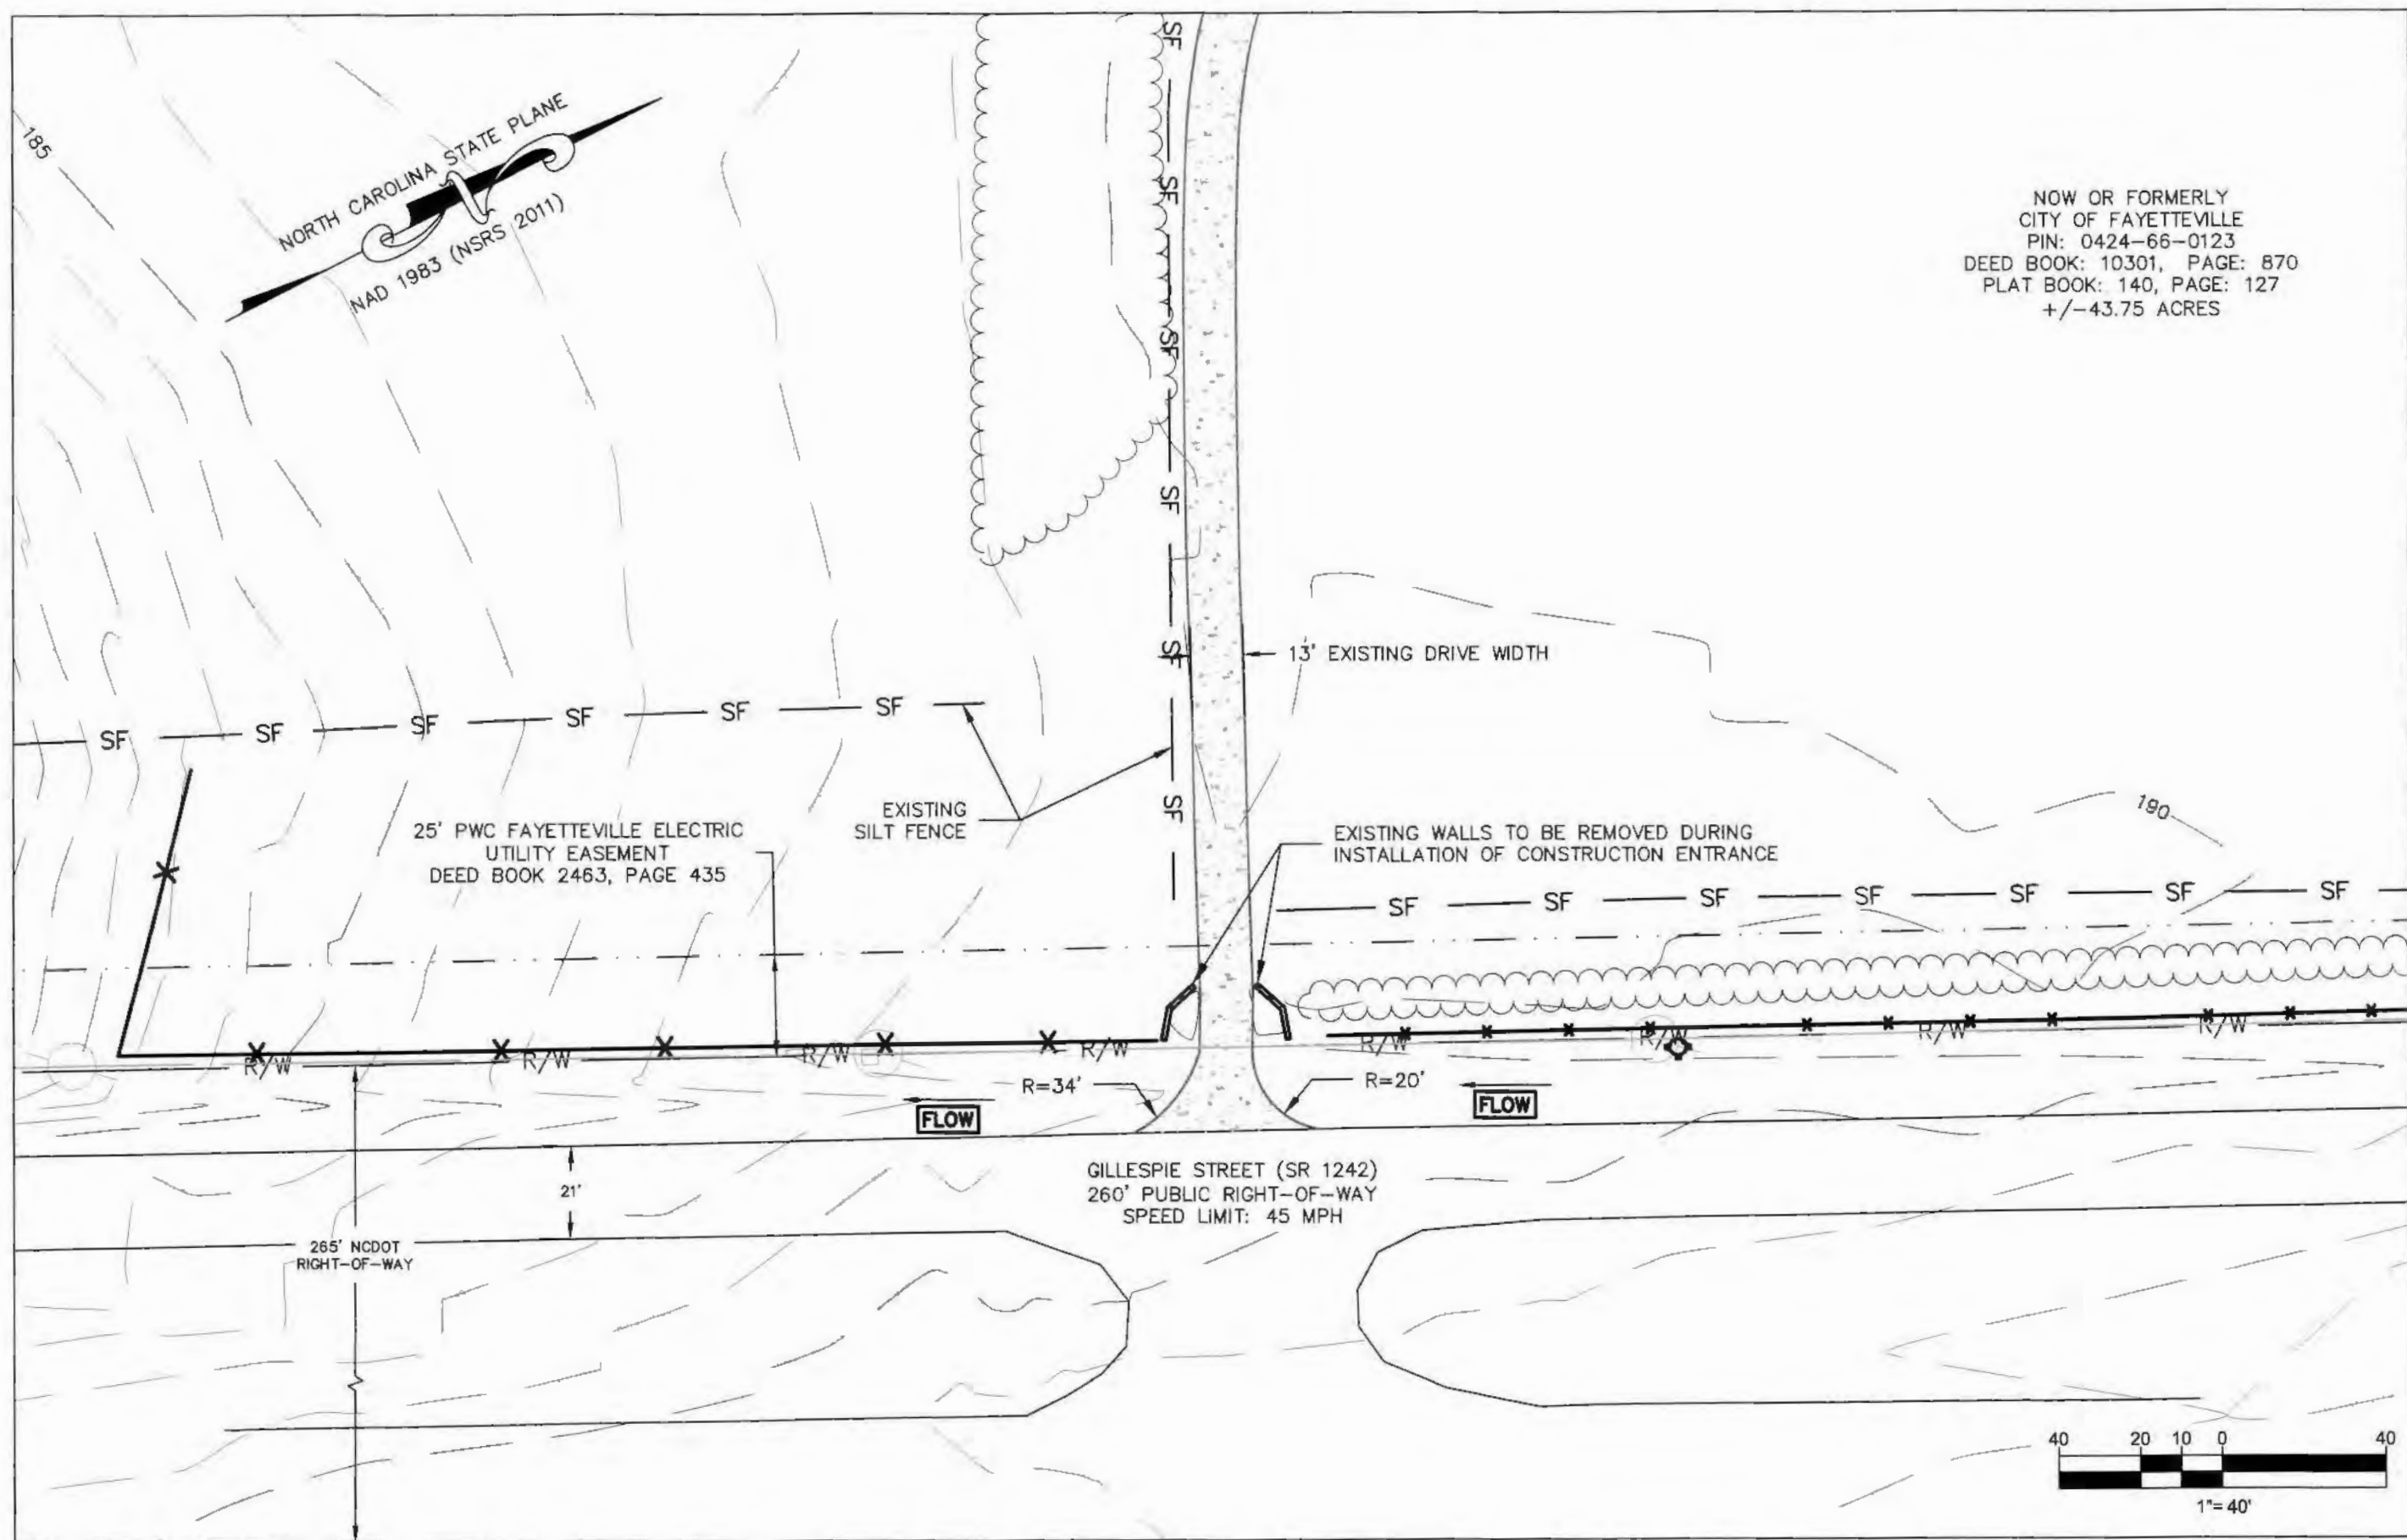 185
NORTH CAROLINA STATE PLANE
NAD 1983 (NSRS 2011)
SF
SF
SF
SF
SF
SF
NOW OR FORMERLY
CITY OF FAYETTEVILLE
PIN: 0424-66-0123
DEED BOOK: 10301, PAGE: 870
PLAT BOOK: 140, PAGE: 127
+/-43.75 ACRES
13' EXISTING DRIVE WIDTH
SF SF SF SF SF SF
EXISTING
SILT FENCE
25' PWC FAYETTEVILLE ELECTRIC
UTILITY EASEMENT
DEED BOOK 2463, PAGE 435
190
EXISTING WALLS TO BE REMOVED DURING
INSTALLATION OF CONSTRUCTION ENTRANCE
SF SF SF SF SF SF SF
R/W R/W R/W R/W R/W R/W R/W R/W
R=34'
R=20'
FLOW
FLOW
GILLESPIE STREET (SR 1242)
260' PUBLIC RIGHT-OF-WAY
SPEED LIMIT: 45 MPH
21'
265' NCDOT
RIGHT-OF-WAY
40 20 10 0 40
1"= 40'